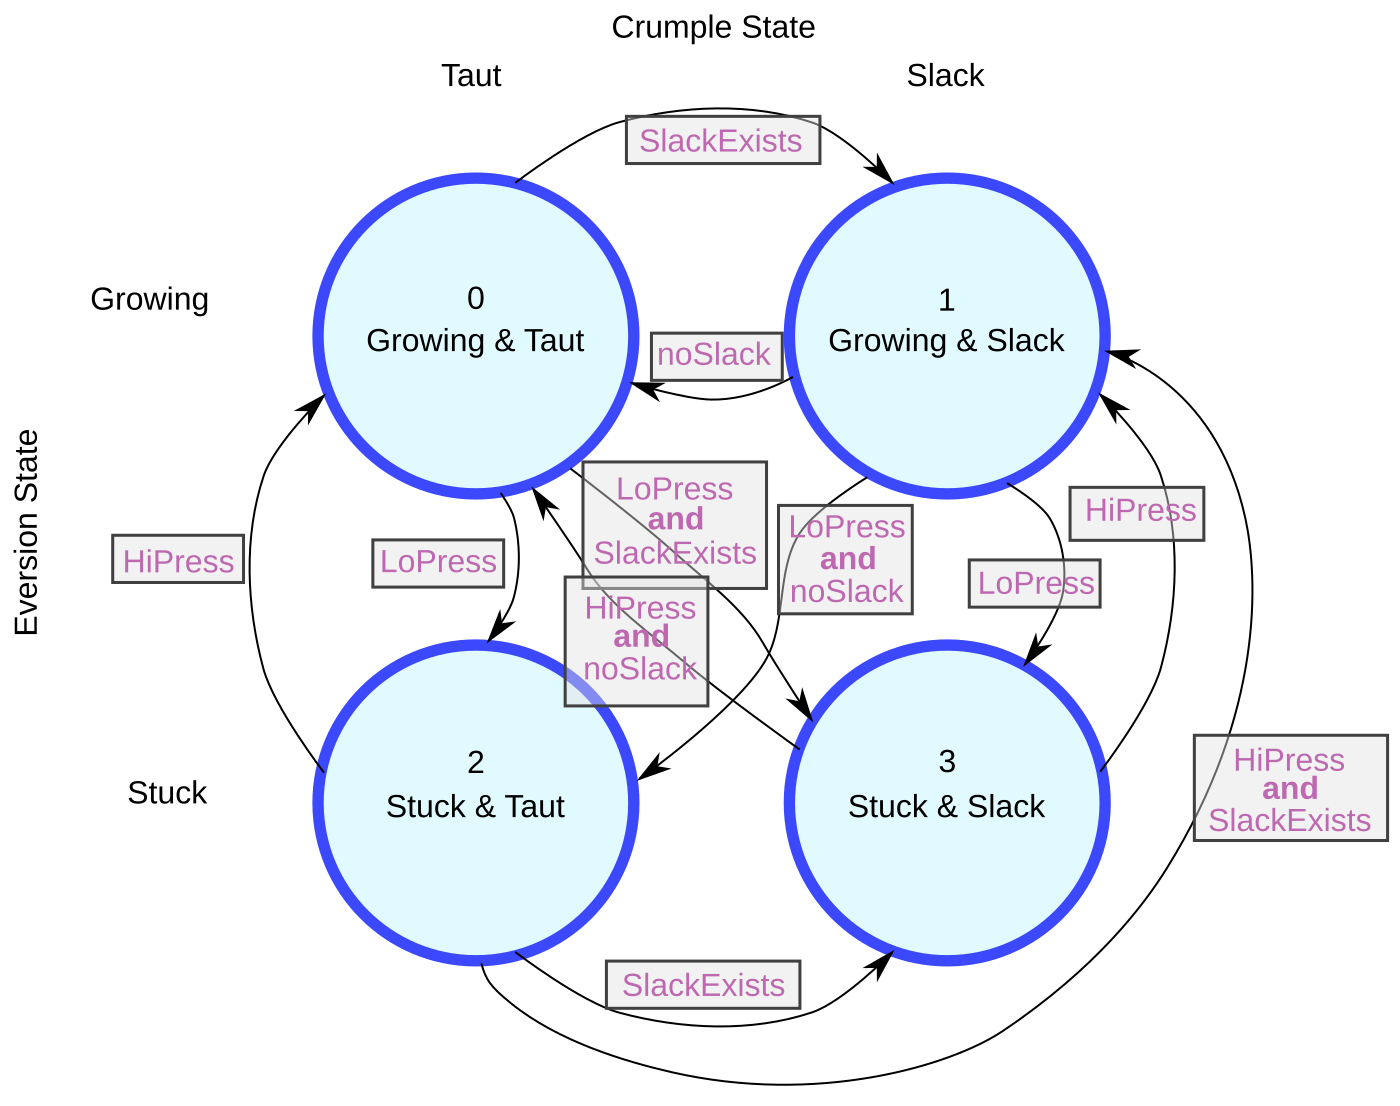 Crumple State
Taut
Slack
SlackExists
Growing
0
Growing & Taut
1
Growing & Slack
noSlack
Eversion State
LoPress
and
SlackExists
LoPress
and
noSlack
HiPress
HiPress
LoPress
LoPress
HiPress
and
noSlack
Stuck
2
Stuck & Taut
3
Stuck & Slack
HiPress
and
SlackExists
SlackExists